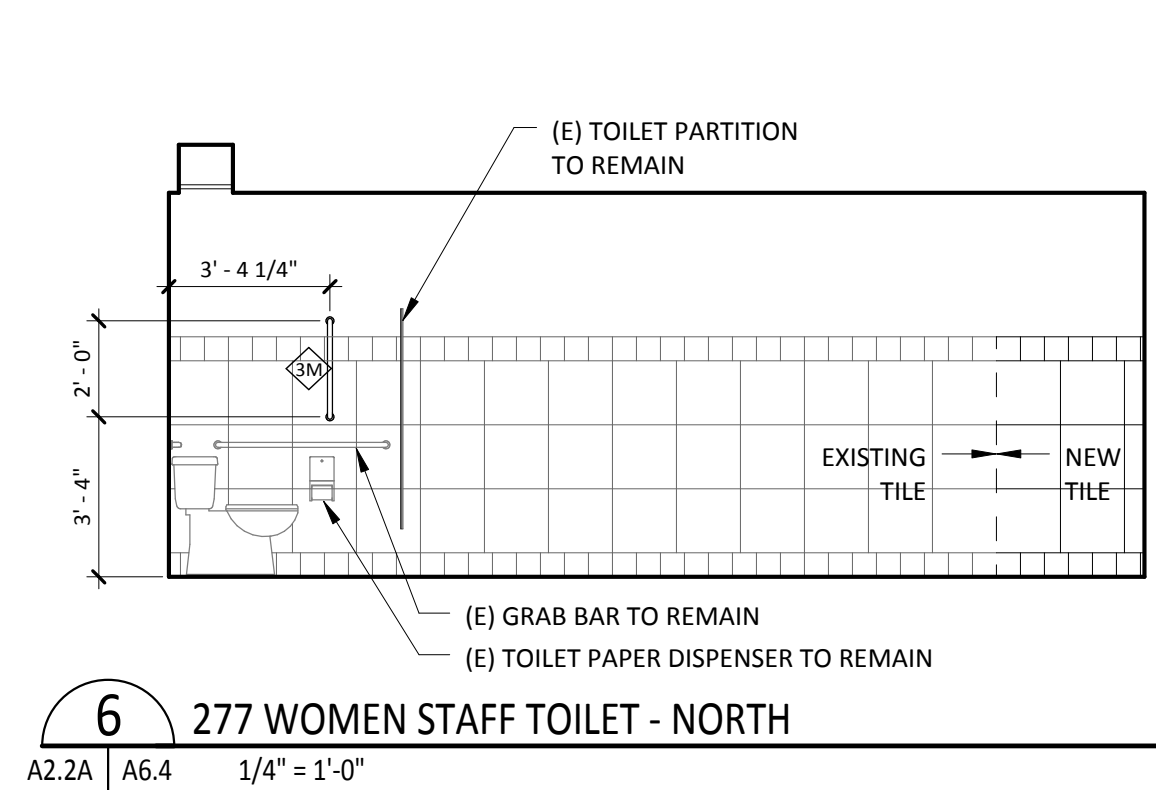 (E) TOILET PARTITION
TO REMAIN
3' - 4 1/4"
2' - 0"
3M
3' - 4"
EXISTING
TILE
NEW
TILE
(E) GRAB BAR TO REMAIN
(E) TOILET PAPER DISPENSER TO REMAIN
6
277 WOMEN STAFF TOILET - NORTH
A2.2A
A6.4
1/4" = 1'-0"